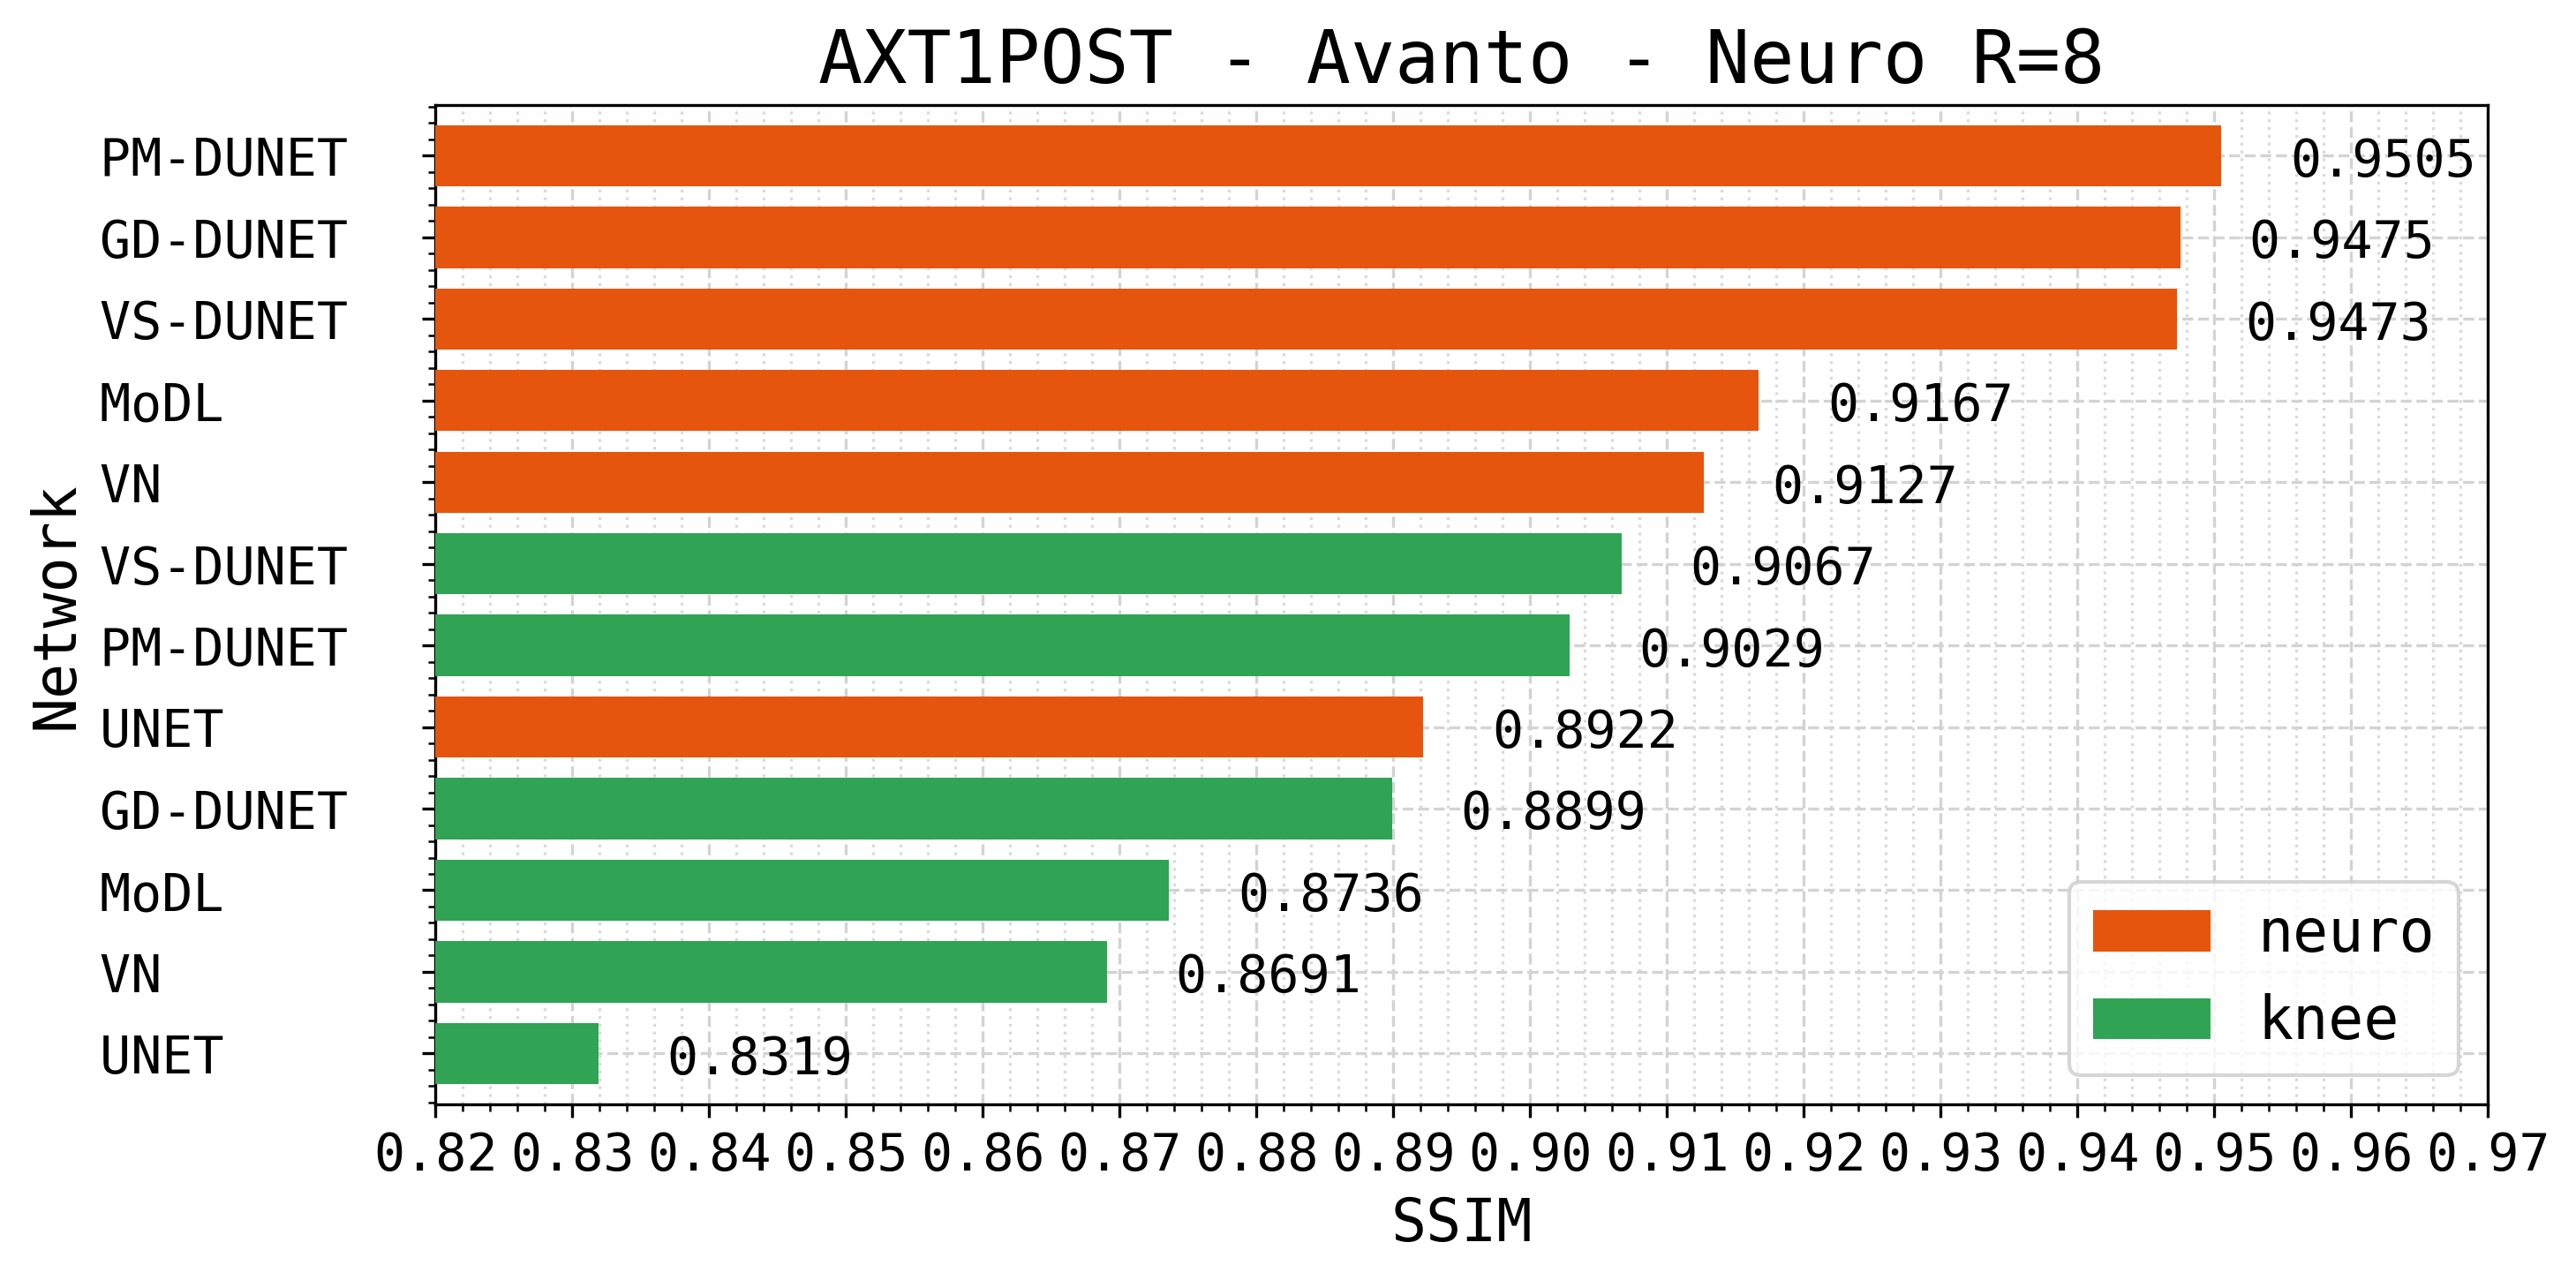 AXT1POST - Avanto - Neuro R=8
Network
PM-DUNET 0.9505
GD-DUNET 0.9475
VS-DUNET 0.9473
MoDL 0.9167
VN 0.9127
VS-DUNET 0.9067
PM-DUNET 0.9029
UNET 0.8922
GD-DUNET 0.8899
MoDL 0.8736
VN 0.8691
UNET 0.8319
neuro
knee
0.82 0.83 0.84 0.85 0.86 0.87 0.88 0.89 0.90 0.91 0.92 0.93 0.94 0.95 0.96 0.97
SSIM